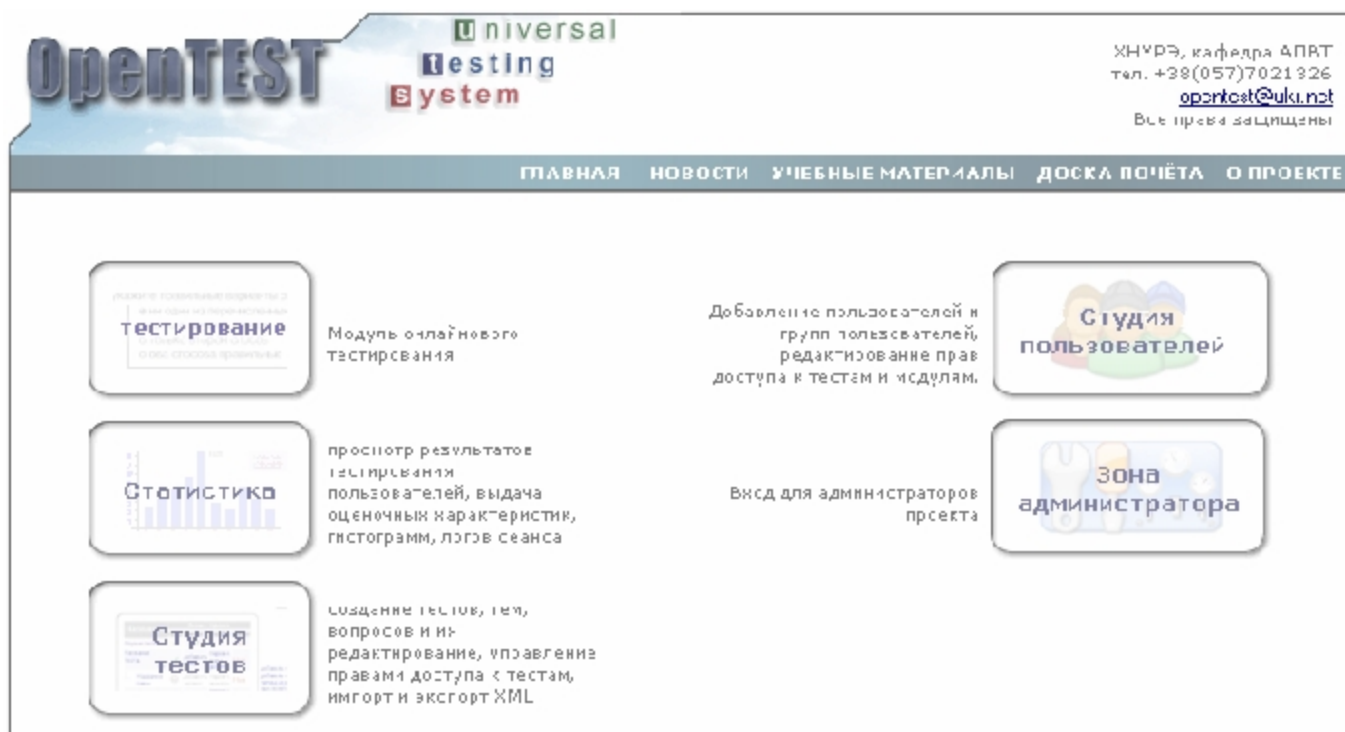 OpenTEST
Universal
testing
system
ХНУРЭ, кафедра АПВТ
тел. +38(057)7021326
opentest@ukr.net
Все права защищены
ГЛАВНАЯ НОВОСТИ УЧЕБНЫЕ МАТЕРИАЛЫ ДОСКА ПОЧЁТА О ПРОЕКТЕ
тестирование
Модуль онлайнового
тестирования
Добавление пользователей и
групп пользователей,
редактирование прав
доступа к тестам и модулям.
Студия
пользователей
Статистика
просмотр результатов
тестирования
пользователей, выдача
оценочных характеристик,
гистограмм, логов сеанса
Вход для администраторов
проекта
Зона
администратора
Студия
тестов
создание тестов, тем,
вопросов и их
редактирование, управление
правами доступа к тестам,
импорт и экспорт XML